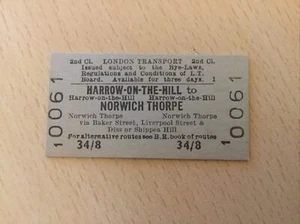 2nd Cl. LONDON TRANSPORT 2nd Cl.
Issued subject to the Bye-Laws,
Regulations and Conditions of L.T.
Board. Available for three days. 1
HARROW-ON-THE-HILL to
Harrow-on-the-Hill Harrow-on-the-Hill
NORWICH THORPE
Norwich Thorpe Norwich Thorpe
via Baker Street, Liverpool Street &
Diss or Shippea Hill
For alternative routes see B.R. book of routes
34/8 34/8
10061
10061